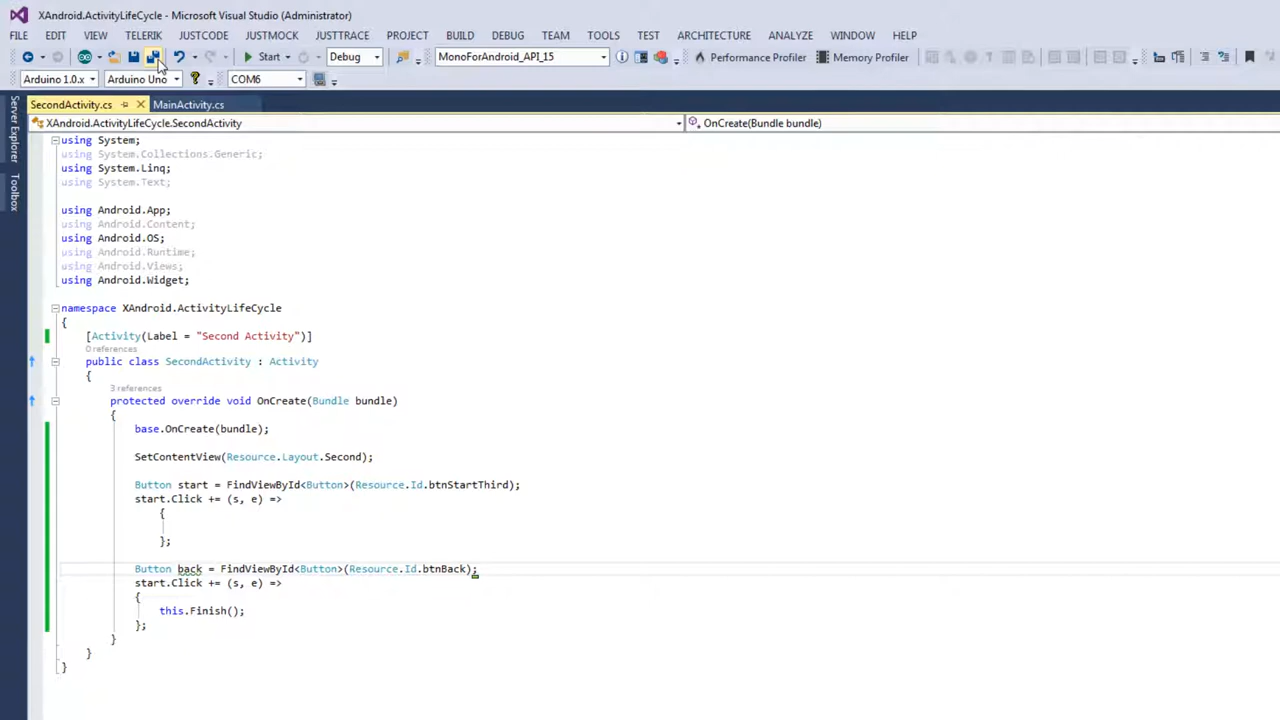 XAndroid.ActivityLifeCycle - Microsoft Visual Studio (Administrator)
FILE EDIT VIEW TELERIK JUSTCODE JUSTMOCK JUSTTRACE PROJECT BUILD DEBUG TEAM TOOLS TEST ARCHITECTURE ANALYZE WINDOW HELP
Start Debug MonoForAndroid_API_15 Performance Profiler Memory Profiler
Arduino 1.0.x Arduino Uno ? COM6
SecondActivity.cs MainActivity.cs
Server Explorer
Toolbox
XAndroid.ActivityLifeCycle.SecondActivity OnCreate(Bundle bundle)
using System;
using System.Collections.Generic;
using System.Linq;
using System.Text;
using Android.App;
using Android.Content;
using Android.OS;
using Android.Runtime;
using Android.Views;
using Android.Widget;
namespace XAndroid.ActivityLifeCycle
{
[Activity(Label = "Second Activity")]
0 references
public class SecondActivity : Activity
{
3 references
protected override void OnCreate(Bundle bundle)
{
base.OnCreate(bundle);
SetContentView(Resource.Layout.Second);
Button start = FindViewById<Button>(Resource.Id.btnStartThird);
start.Click += (s, e) =>
{
};
Button back = FindViewById<Button>(Resource.Id.btnBack);
start.Click += (s, e) =>
{
this.Finish();
};
}
}
}